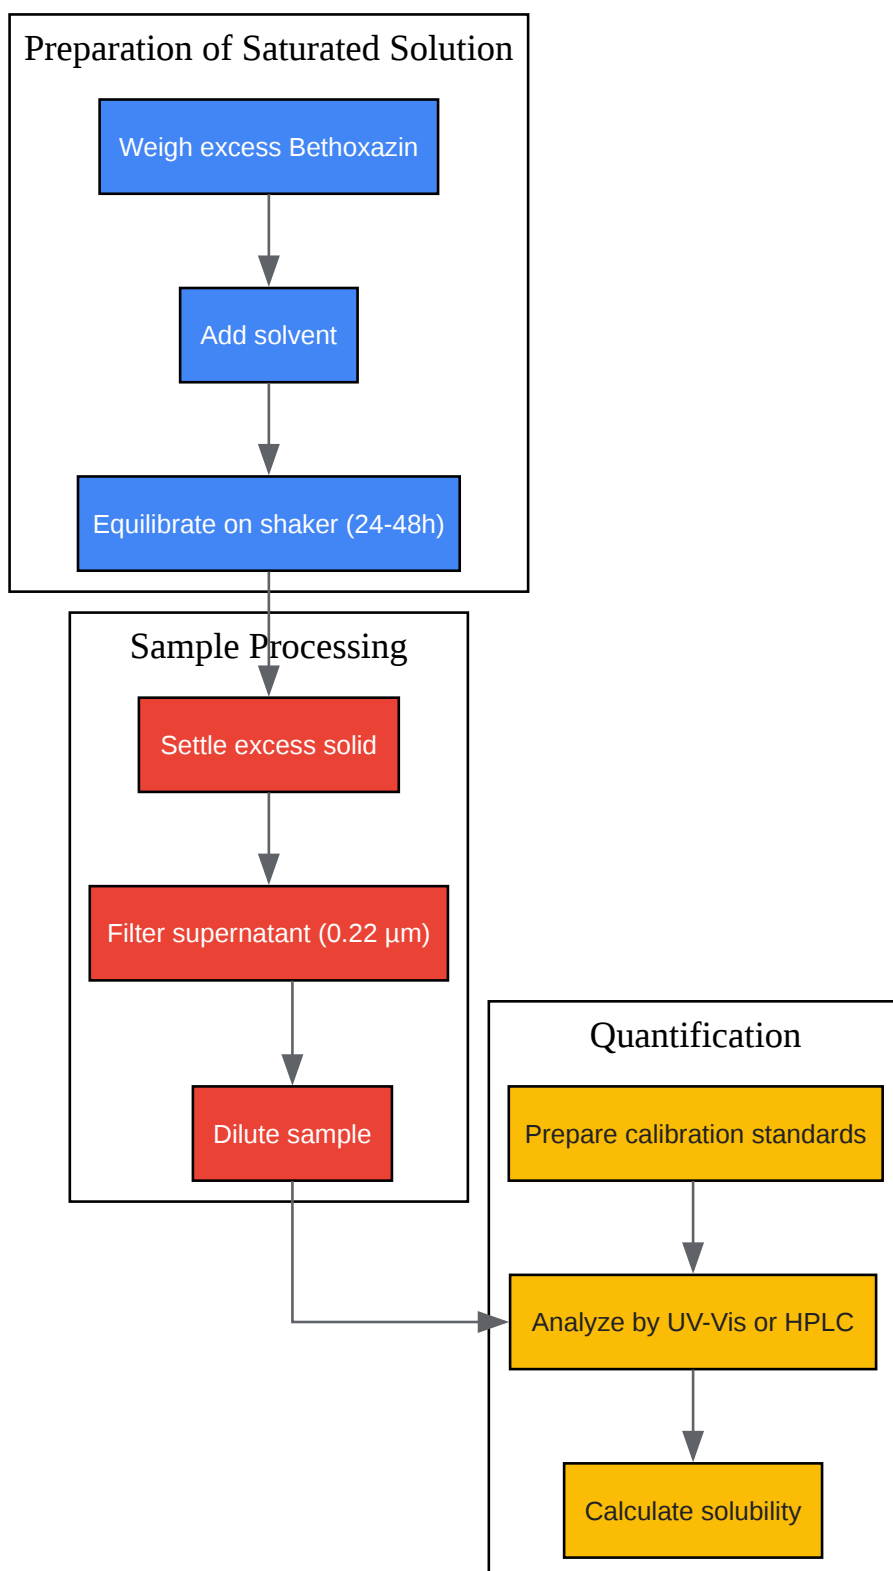 Preparation of Saturated Solution
Weigh excess Bethoxazin
Add solvent
Equilibrate on shaker (24-48h)
Sample Processing
Settle excess solid
Filter supernatant (0.22 µm)
Dilute sample
Quantification
Prepare calibration standards
Analyze by UV-Vis or HPLC
Calculate solubility